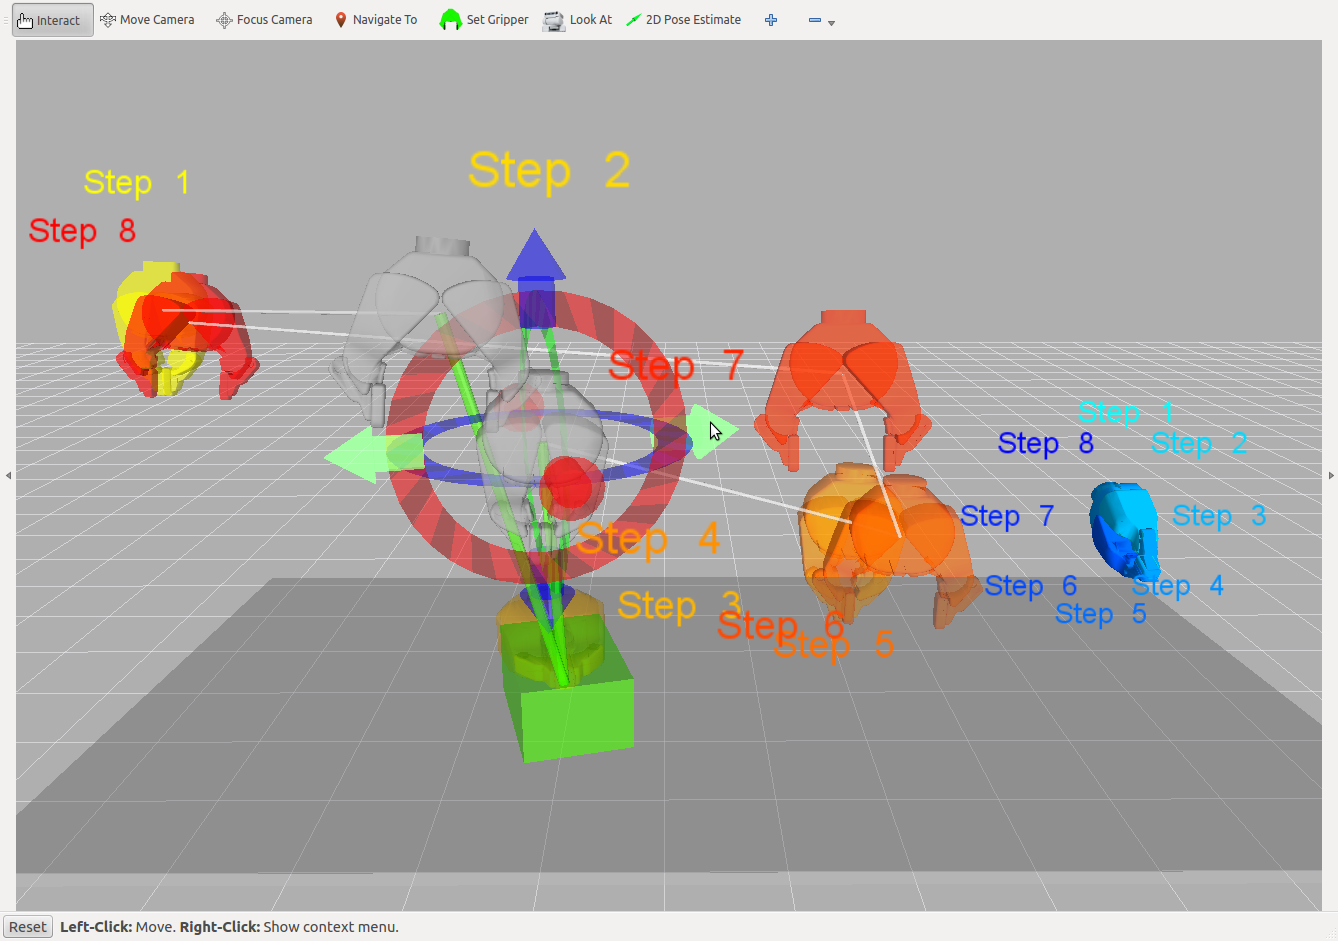 Interact Move Camera Focus Camera Navigate To Set Gripper Look At 2D Pose Estimate
Step 2
Step 1
Step 8
Step 7
Step 1
Step 8 Step 2
Step 7 Step 3
Step 4
Step 6 Step 4
Step 3
Step 5
Step 6
Step 5
Reset Left-Click: Move. Right-Click: Show context menu.